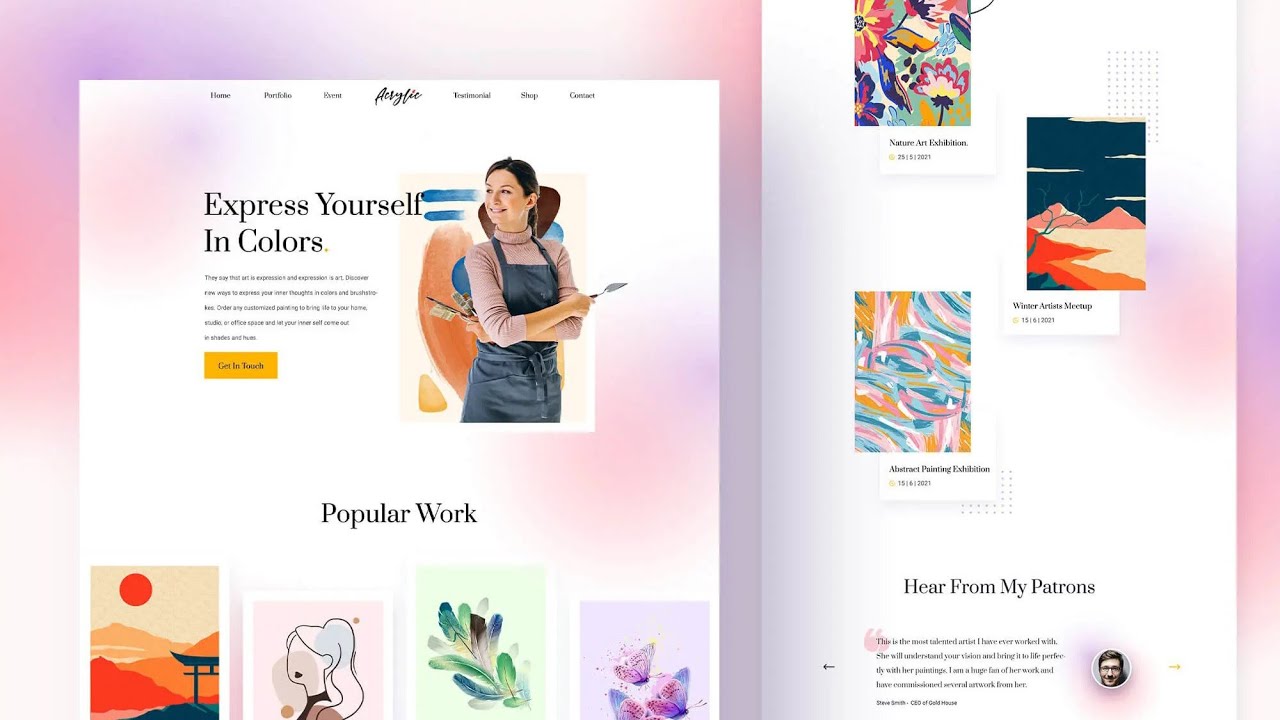 Home
Portfolio
Event
Acrylic
Testimonial
Shop
Contact
Express Yourself
In Colors.
They say that art is expression and expression is art. Discover
new ways to express your inner thoughts in colors and brushstro-
kes. Order any customized painting to bring life to your home,
studio, or office space and let your inner self come out
in shades and hues.
Get In Touch
Popular Work
Nature Art Exhibition.
25 | 5 | 2021
Winter Artists Meetup
15 | 6 | 2021
Abstract Painting Exhibition
15 | 6 | 2021
Hear From My Patrons
This is the most talented artist I have ever worked with.
She will understand your vision and bring it to life perfec-
tly with her paintings. I am a huge fan of her work and
have commissioned several artwork from her.
Steve Smith - CEO of Gold House